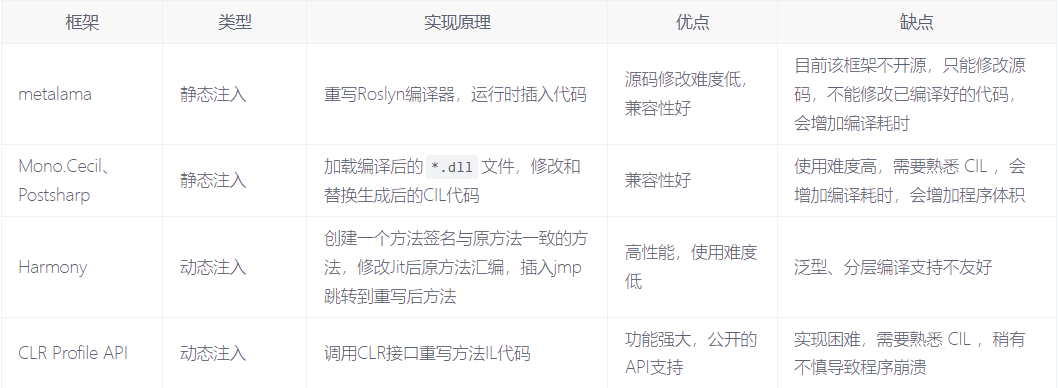 框架 类型 实现原理 优点 缺点
metalama 静态注入 重写Roslyn编译器，运行时插入代码 源码修改难度低，
兼容性好 目前该框架不开源，只能修改源
码，不能修改已编译好的代码，
会增加编译耗时
Mono.Cecil、
Postsharp 静态注入 加载编译后的 *.dll 文件，修改和
替换生成后的CIL代码 兼容性好 使用难度高，需要熟悉 CIL ，会
增加编译耗时，会增加程序体积
Harmony 动态注入 创建一个方法签名与原方法一致的方
法，修改Jit后原方法汇编，插入jmp
跳转到重写后方法 高性能，使用难度
低 泛型、分层编译支持不友好
CLR Profile API 动态注入 调用CLR接口重写方法IL代码 功能强大，公开的
API支持 实现困难，需要熟悉 CIL ，稍有
不慎导致程序崩溃